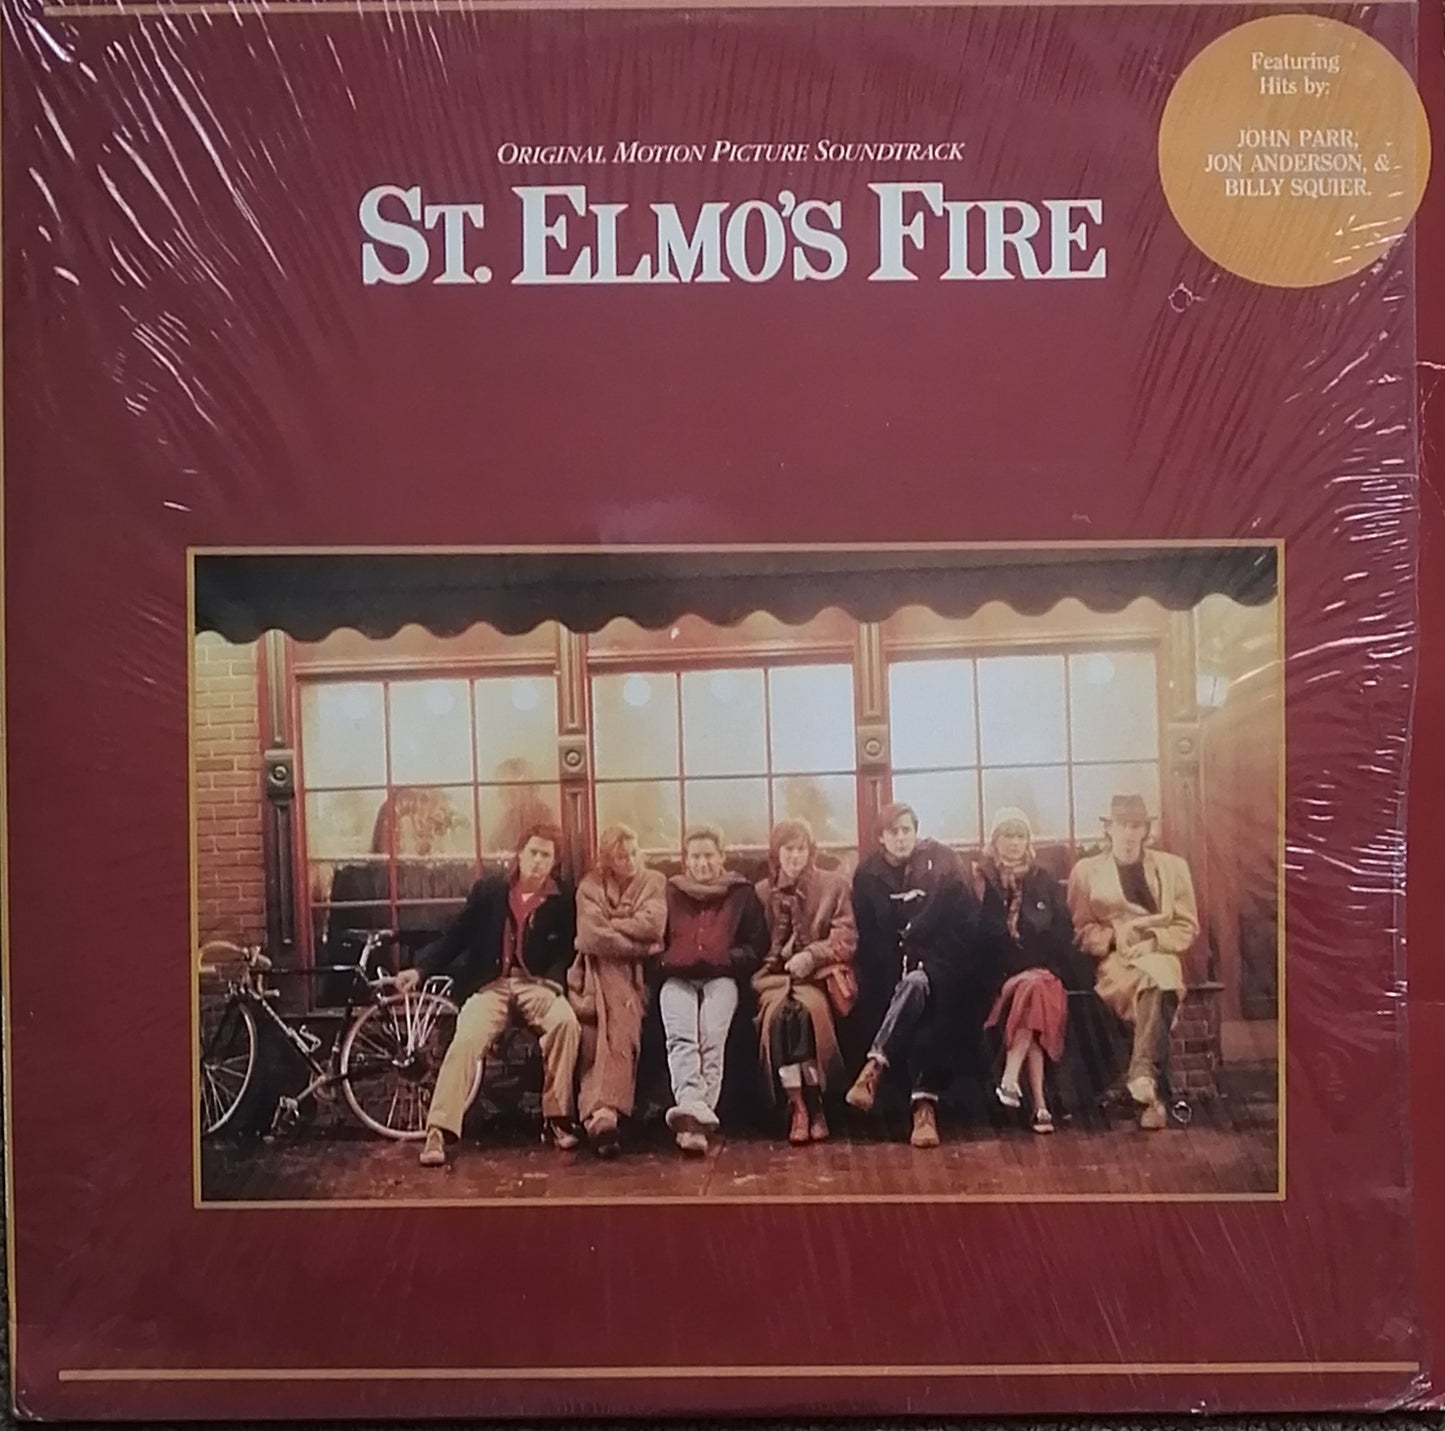 Featuring
Hits by:
JOHN PARR,
JON ANDERSON, &
BILLY SQUIER.
ORIGINAL MOTION PICTURE SOUNDTRACK
ST. ELMO'S FIRE